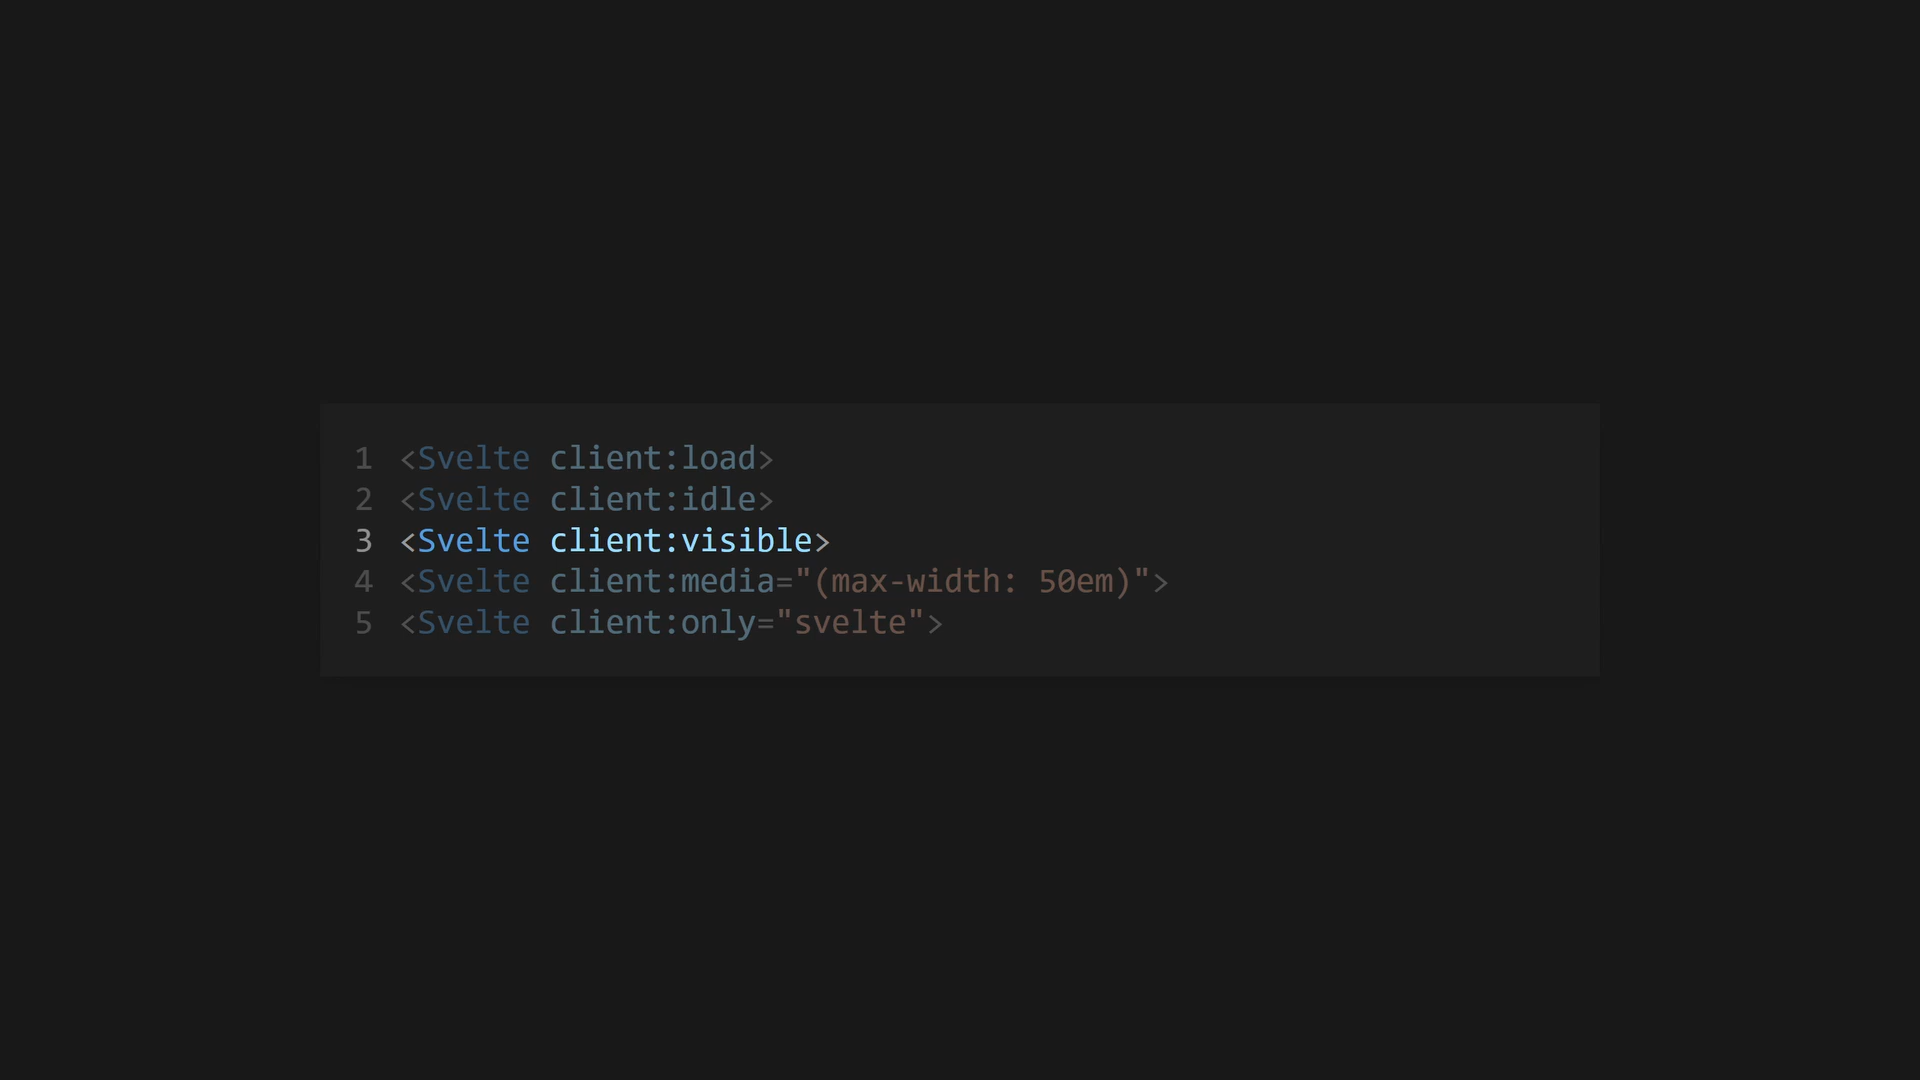 1 <Svelte client:load>
2 <Svelte client:idle>
3 <Svelte client:visible>
4 <Svelte client:media="(max-width: 50em)">
5 <Svelte client:only="svelte">